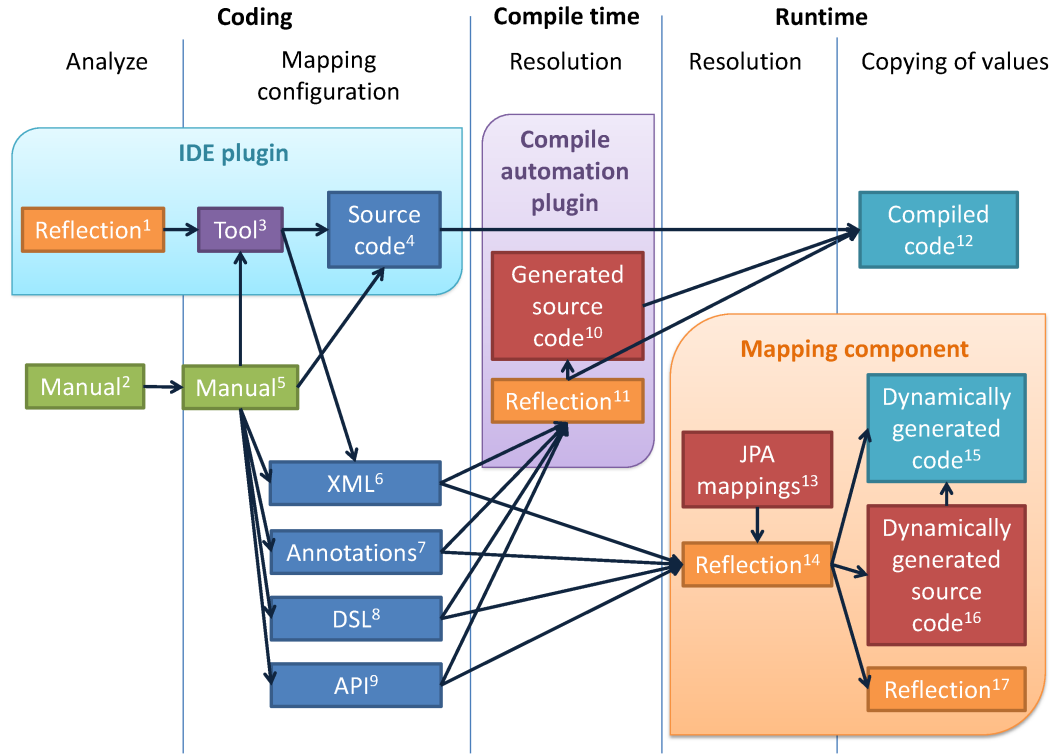 Coding
Compile time
Runtime
Analyze
Mapping
configuration
Resolution
Resolution
Copying of values
IDE plugin
Compile
automation
plugin
Reflection¹
Tool³
Source
code⁴
Compiled
code¹²
Generated
source
code¹⁰
Mapping component
Manual²
Manual⁵
Reflection¹¹
Dynamically
generated
code¹⁵
JPA
mappings¹³
XML⁶
Annotations⁷
Reflection¹⁴
Dynamically
generated
source
code¹⁶
DSL⁸
API⁹
Reflection¹⁷